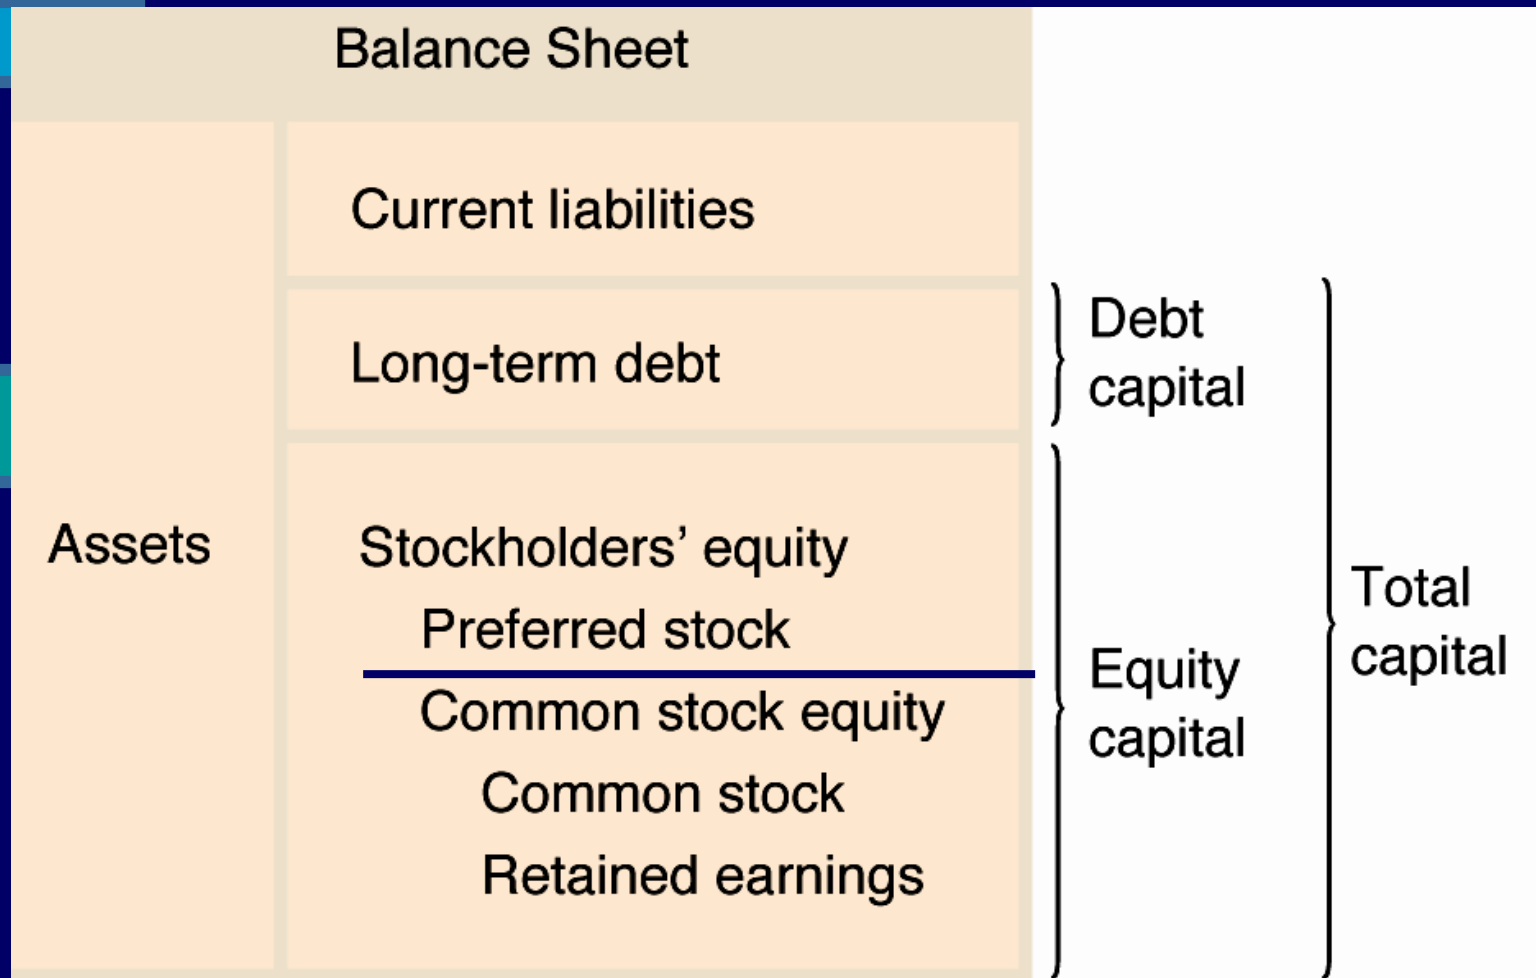 Balance Sheet
Current liabilities
Long-term debt
Debt
capital
Assets
Stockholders’ equity
Preferred stock
Common stock equity
Common stock
Retained earnings
Equity
capital
Total
capital